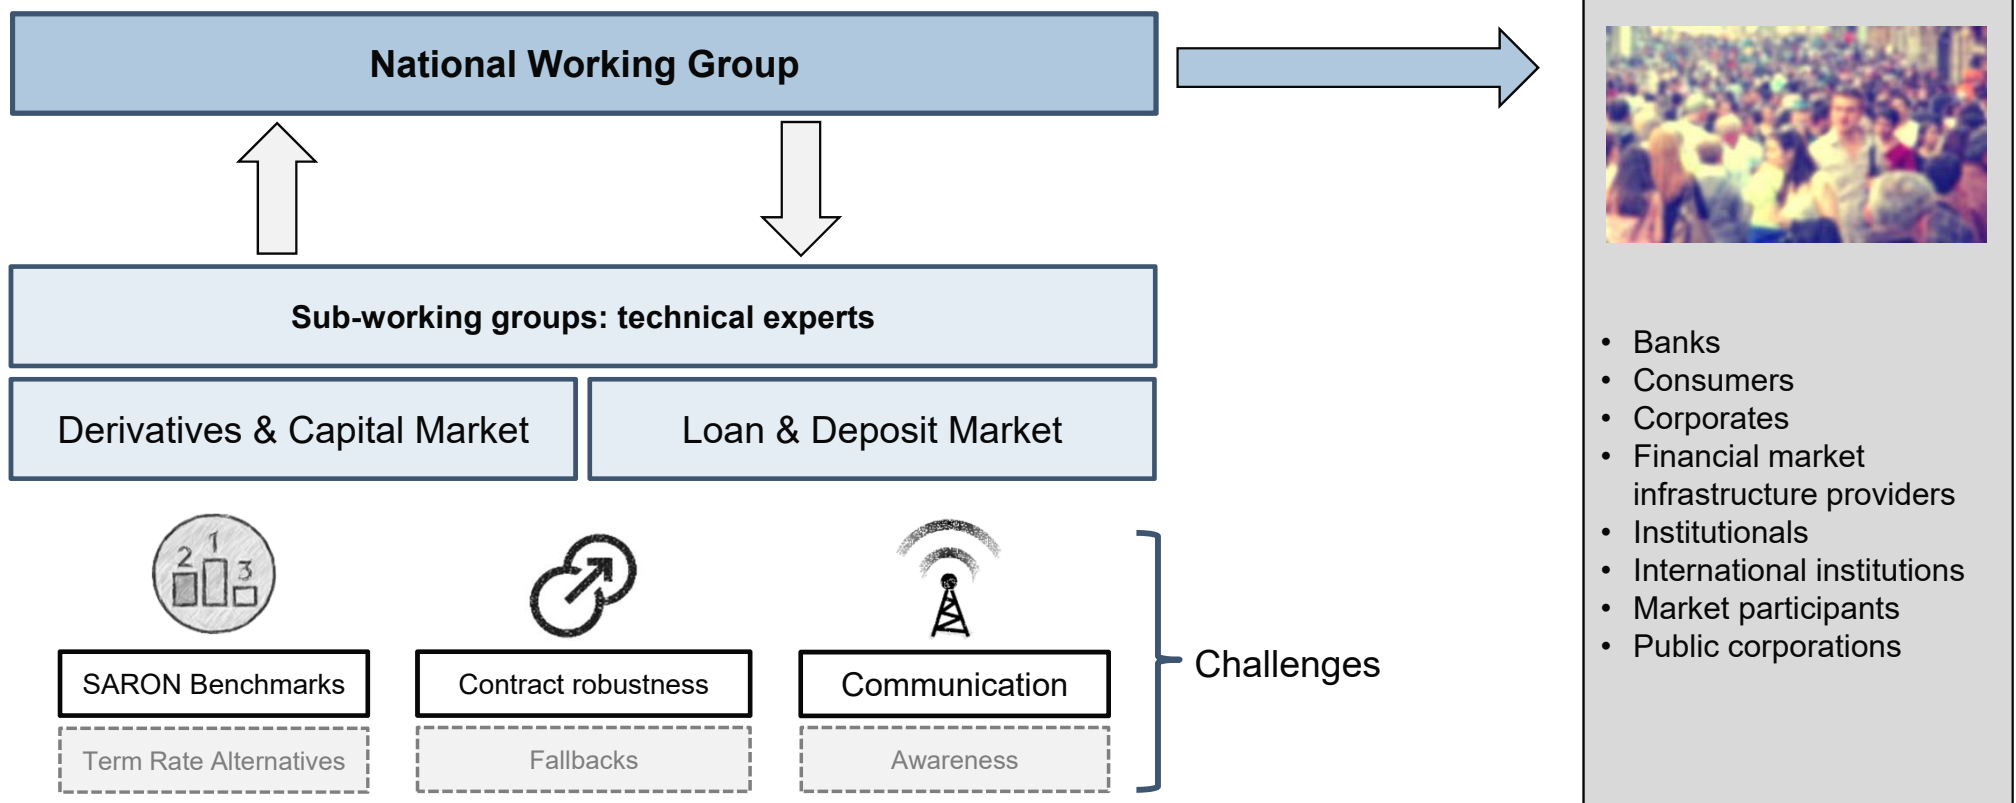 National Working Group
Sub-working groups: technical experts
Derivatives & Capital Market
Loan & Deposit Market
2 1 3
SARON Benchmarks
Contract robustness
Communication
Term Rate Alternatives
Fallbacks
Awareness
Challenges
• Banks
• Consumers
• Corporates
• Financial market
infrastructure providers
• Institutionals
• International institutions
• Market participants
• Public corporations